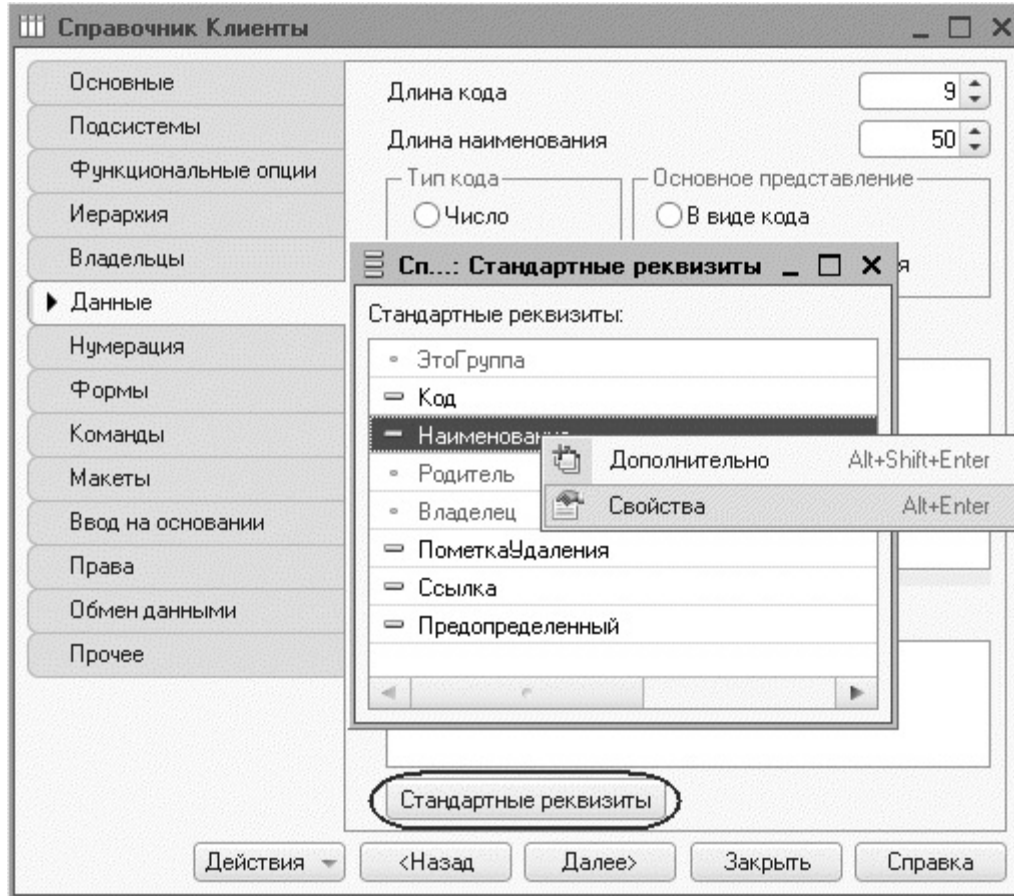 Справочник Клиенты
Основные
Подсистемы
Функциональные опции
Иерархия
Владельцы
Данные
Нумерация
Формы
Команды
Макеты
Ввод на основании
Права
Обмен данными
Прочее
Длина кода 9
Длина наименования 50
Тип кода Основное представление
Число В виде кода
я
Сп...: Стандартные реквизиты
Стандартные реквизиты:
ЭтоГруппа
Код
Наименование
Родитель
Владелец
ПометкаУдаления
Ссылка
Предопределенный
Дополнительно Alt+Shift+Enter
Свойства Alt+Enter
Стандартные реквизиты
Действия <Назад Далее> Закрыть Справка